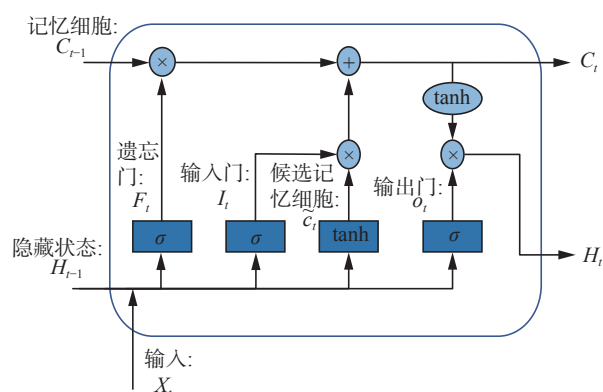 记忆细胞:
C_{t-1}
C_t
×
+
tanh
遗忘
门:
F_t
输入门:
I_t
候选记
忆细胞:
c̃_t
×
输出门:
o_t
×
σ
σ
tanh
σ
隐藏状态:
H_{t-1}
H_t
输入: